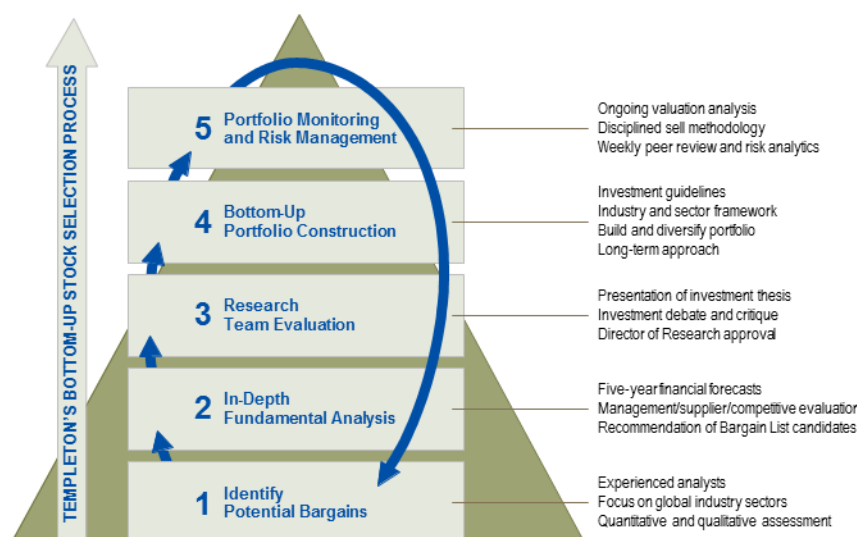 TEMPLETON'S BOTTOM-UP STOCK SELECTION PROCESS
5
Portfolio Monitoring
and Risk Management
Ongoing valuation analysis
Disciplined sell methodology
Weekly peer review and risk analytics
4
Bottom-Up
Portfolio Construction
Investment guidelines
Industry and sector framework
Build and diversify portfolio
Long-term approach
3
Research
Team Evaluation
Presentation of investment thesis
Investment debate and critique
Director of Research approval
2
In-Depth
Fundamental Analysis
Five-year financial forecasts
Management/supplier/competitive evaluation
Recommendation of Bargain List candidates
1
Identify
Potential Bargains
Experienced analysts
Focus on global industry sectors
Quantitative and qualitative assessment